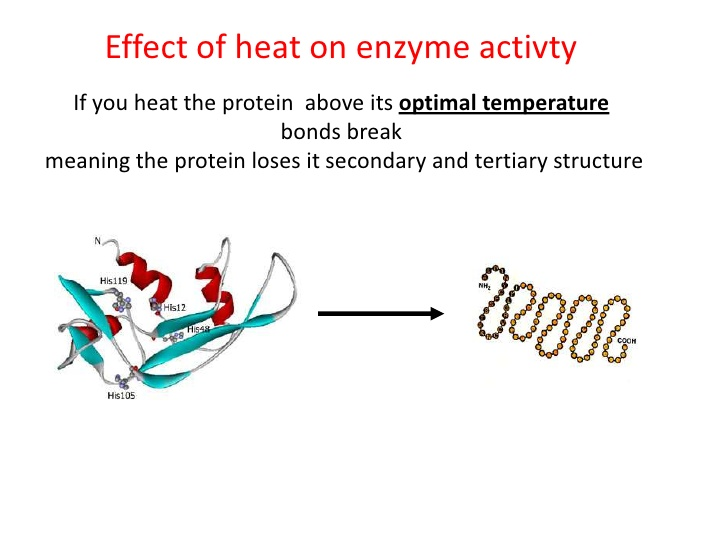 Effect of heat on enzyme activty
If you heat the protein  above its optimal temperature
bonds break
meaning the protein loses it secondary and tertiary structure
N
His119
His12
His48
His105
NH2
COOH